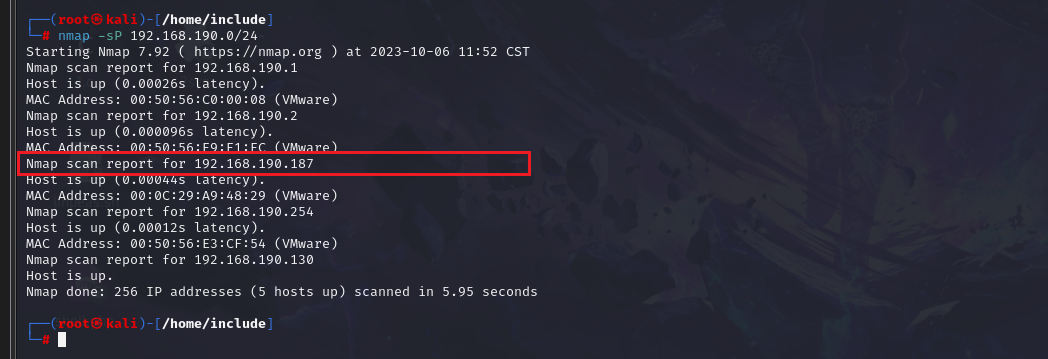 ┌──(root㉿kali)-[/home/include]
└─# nmap -sP 192.168.190.0/24
Starting Nmap 7.92 ( https://nmap.org ) at 2023-10-06 11:52 CST
Nmap scan report for 192.168.190.1
Host is up (0.00026s latency).
MAC Address: 00:50:56:C0:00:08 (VMware)
Nmap scan report for 192.168.190.2
Host is up (0.000096s latency).
MAC Address: 00:50:56:F9:F1:FC (VMware)
Nmap scan report for 192.168.190.187
Host is up (0.00044s latency).
MAC Address: 00:0C:29:A9:48:29 (VMware)
Nmap scan report for 192.168.190.254
Host is up (0.00012s latency).
MAC Address: 00:50:56:E3:CF:54 (VMware)
Nmap scan report for 192.168.190.130
Host is up.
Nmap done: 256 IP addresses (5 hosts up) scanned in 5.95 seconds
┌──(root㉿kali)-[/home/include]
└─#